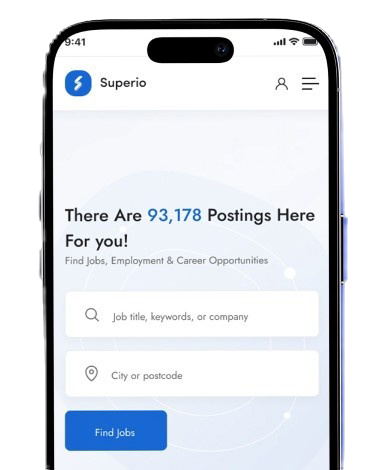 9:41
Superio
There Are 93,178 Postings Here
For you!
Find Jobs, Employment & Career Opportunities
Job title, keywords, or company
City or postcode
Find Jobs